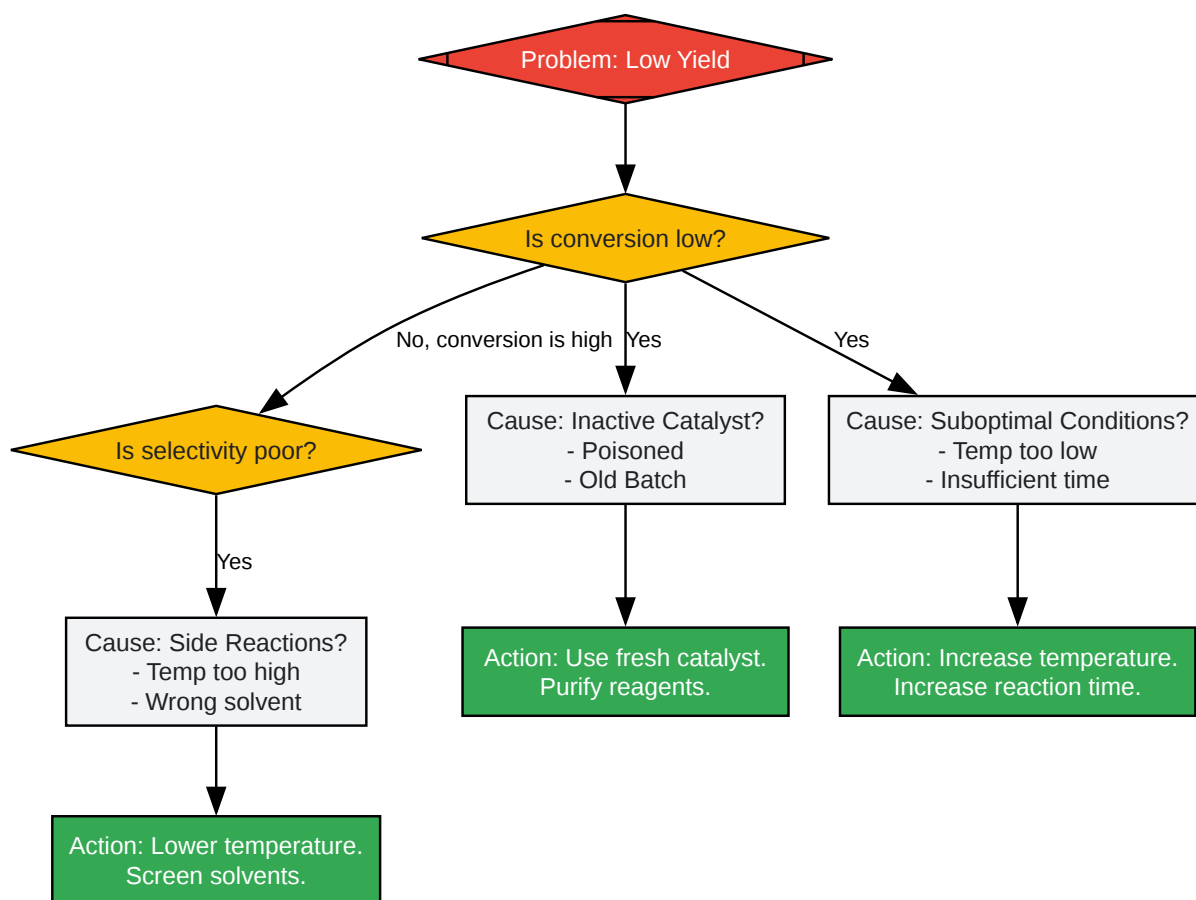 Problem: Low Yield
Is conversion low?
No, conversion is high
Yes
Yes
Is selectivity poor?
Cause: Inactive Catalyst?
- Poisoned
- Old Batch
Cause: Suboptimal Conditions?
- Temp too low
- Insufficient time
Yes
Cause: Side Reactions?
- Temp too high
- Wrong solvent
Action: Use fresh catalyst.
Purify reagents.
Action: Increase temperature.
Increase reaction time.
Action: Lower temperature.
Screen solvents.